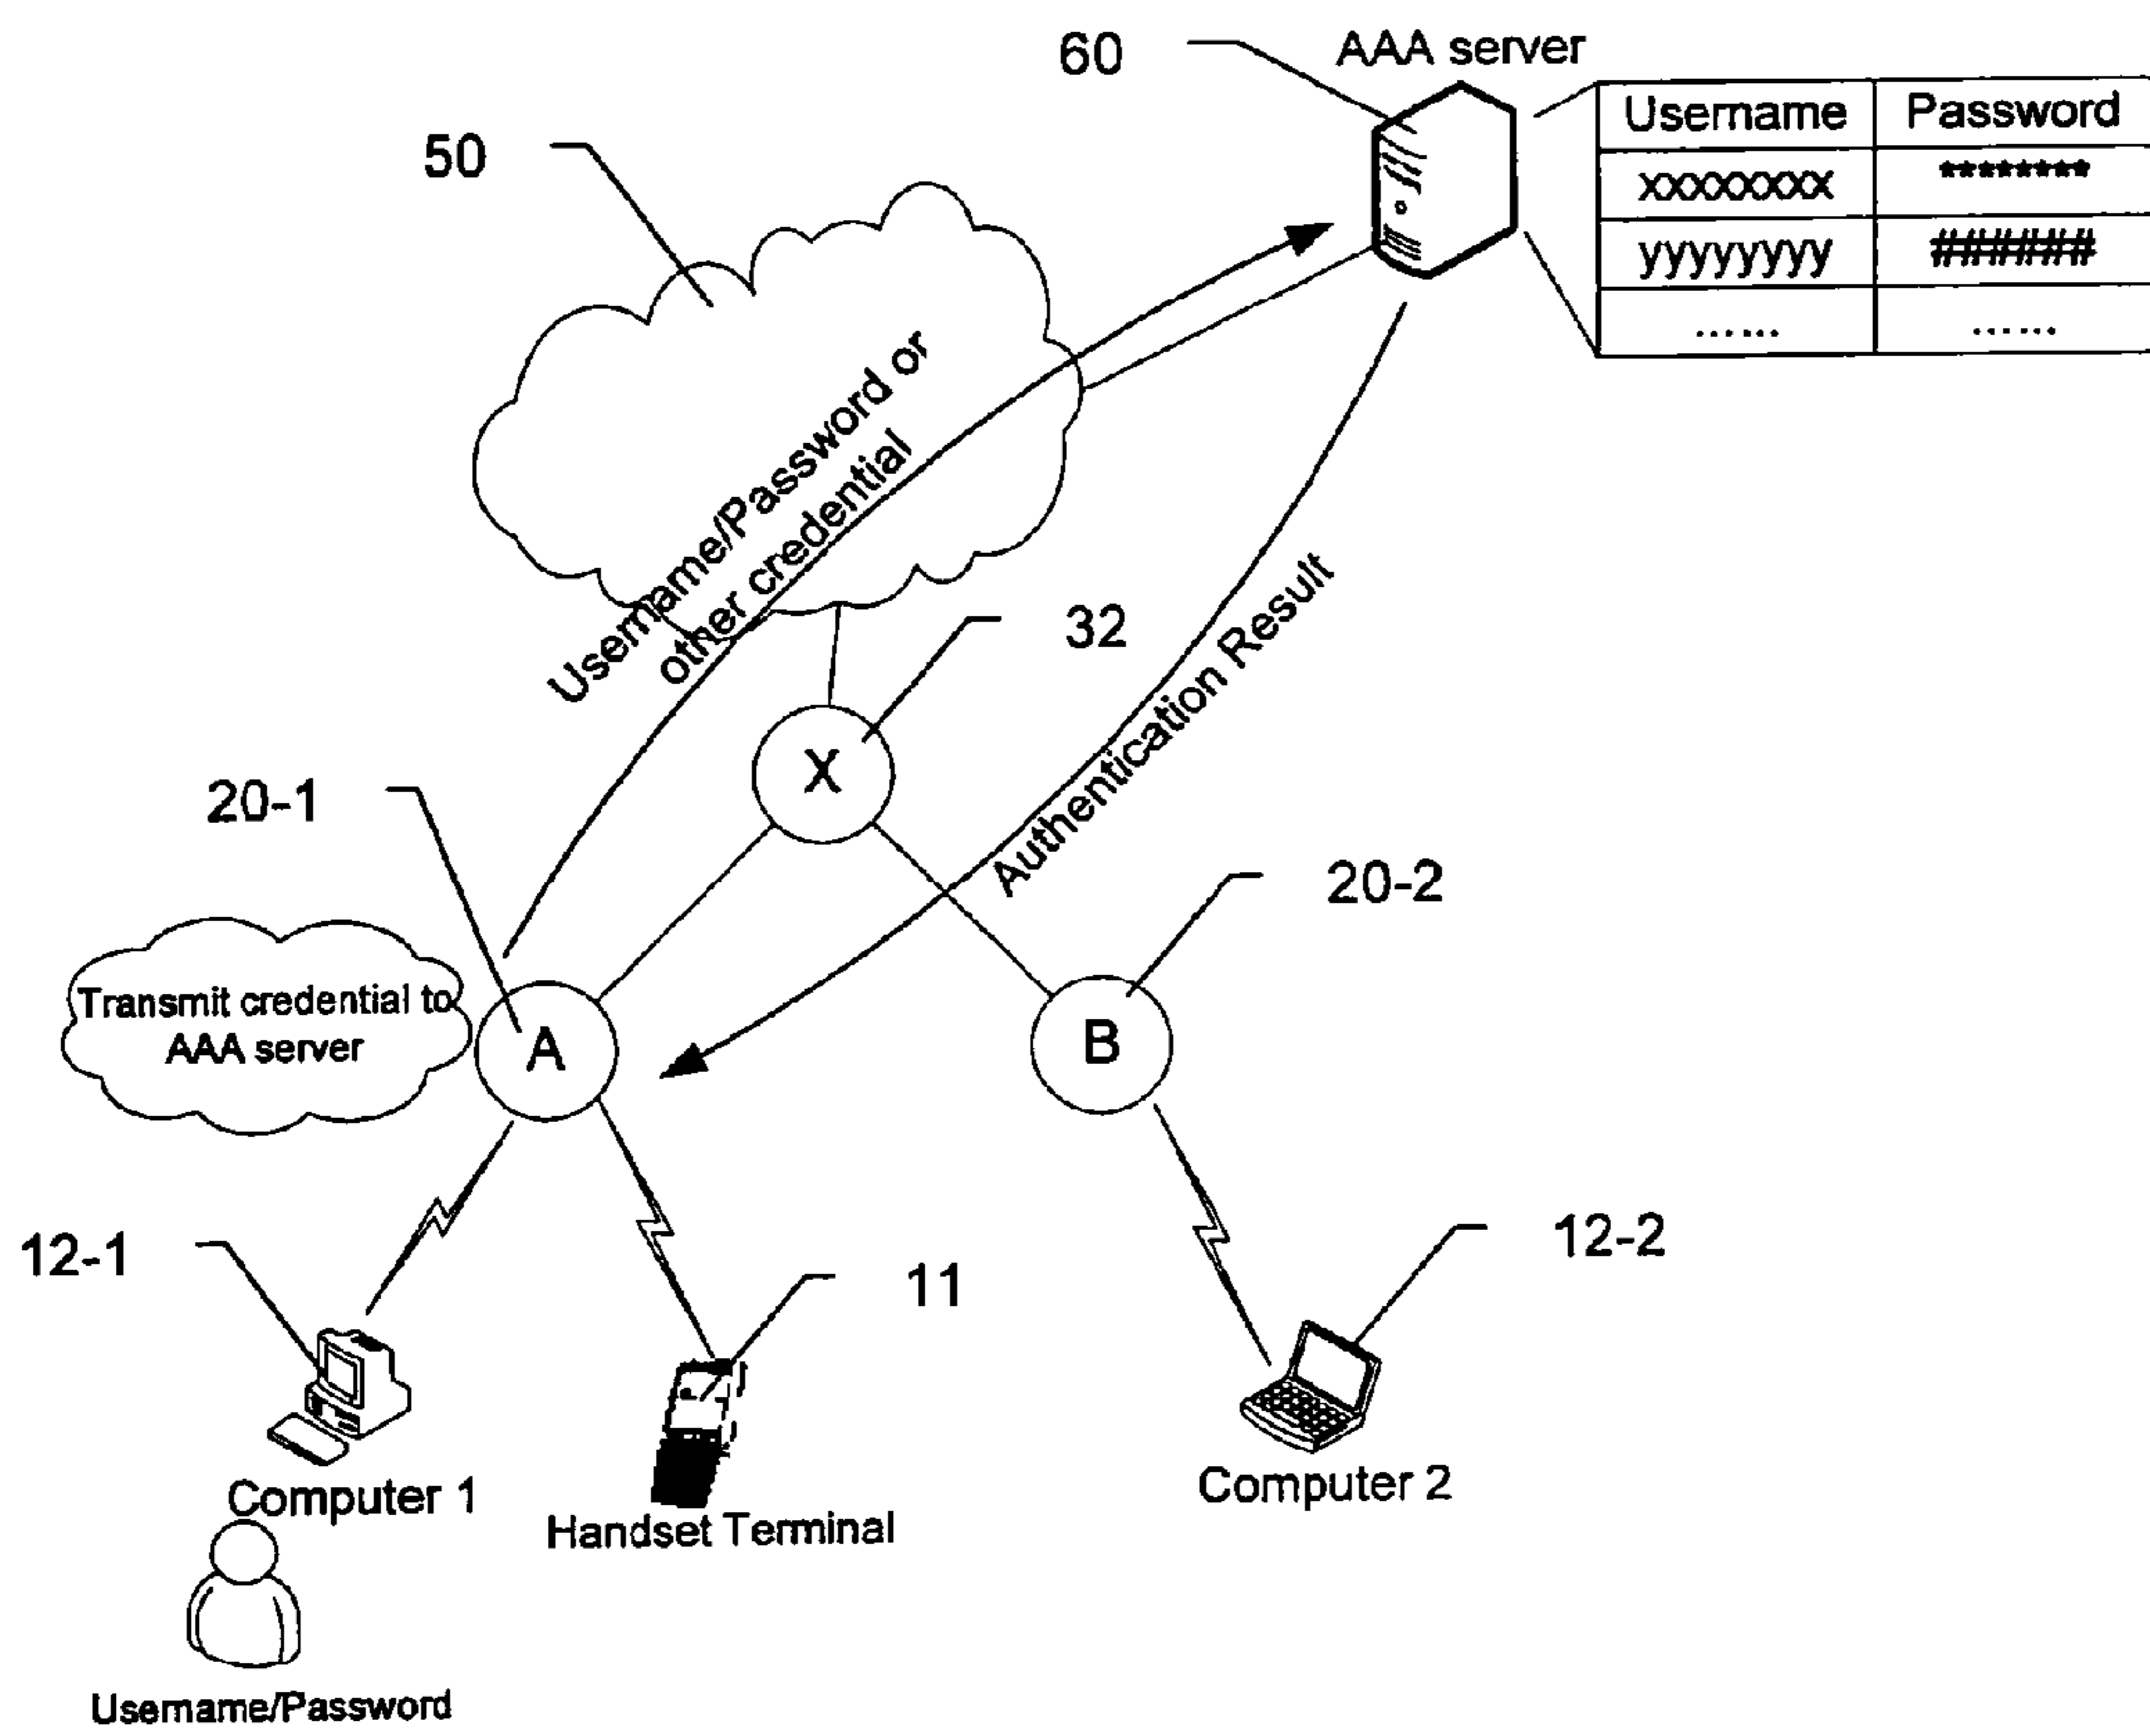 60
AAA server
Username Password
xxxxxxxx ********
yyyyyyyy ########
...... ......
50
Username/Password or
other credential
32
X
Authentication Result
20-1
20-2
Transmit credential to
AAA server
A
B
12-1
11
12-2
Computer 1
Handset Terminal
Computer 2
Username/Password